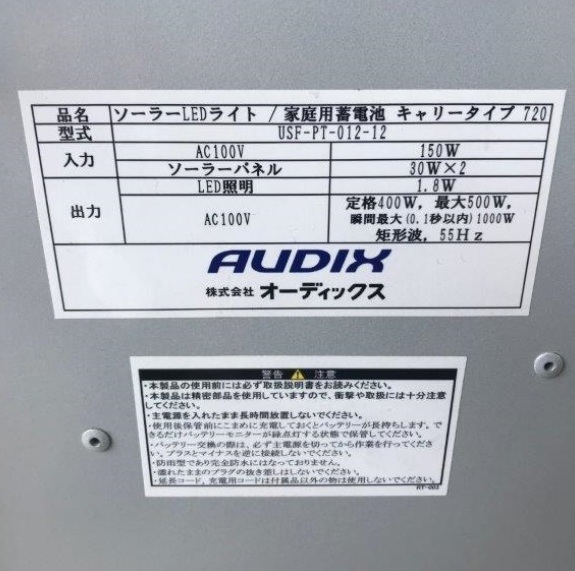 品名 ソーラーLEDライト / 家庭用蓄電池 キャリータイプ 720
型式 USF-PT-012-12
入力 AC100V 150W
ソーラーパネル 30W×2
出力 LED照明 1.8W
AC100V 定格400W, 最大500W,
瞬間最大(0.1秒以内)1000W
矩形波, 55Hz
AUDIX
株式会社 オーディックス
警告 ⚠ 注意
・本製品の使用前には必ず取扱説明書をお読みください。
・本製品は精密部品を使用していますので、衝撃や取扱には十分注意
してください。
・主電源を入れたまま長時間放置しないでください。
・使用後保管前にこまめに充電しておくとバッテリーが長持ちします。で
きるだけバッテリーモニターが緑点灯する状態で保管してください。
・バッテリー交換の際は、必ず主電源を切ってから作業を行ってくださ
い。プラスとマイナスを逆に接続しないでください。
・防雨型であり完全防水にはなっておりません。
・濡れたままのプラグの抜き差しはしないでください。
・延長コード、充電用コードは付属品以外の物は使用しないでください。